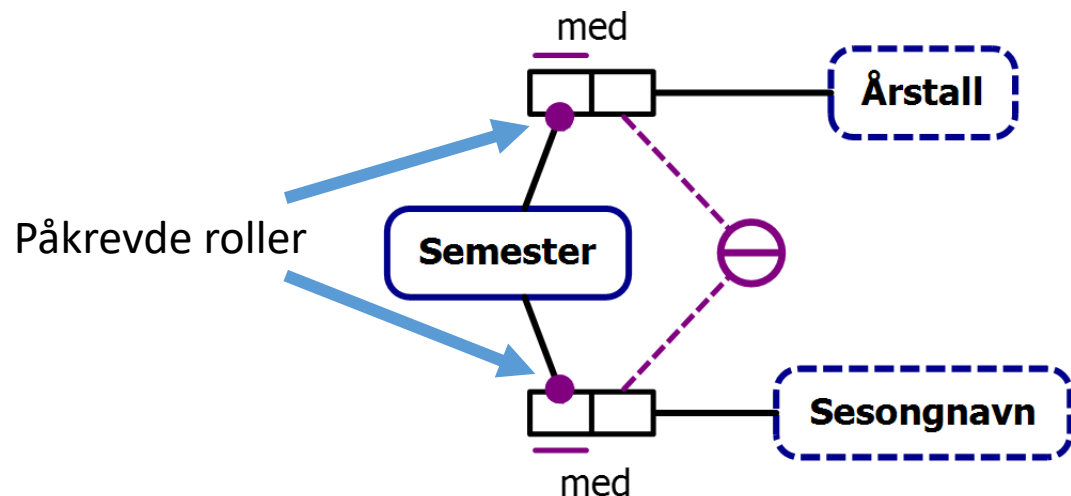 med
Årstall
Påkrevde roller
Semester
Sesongnavn
med